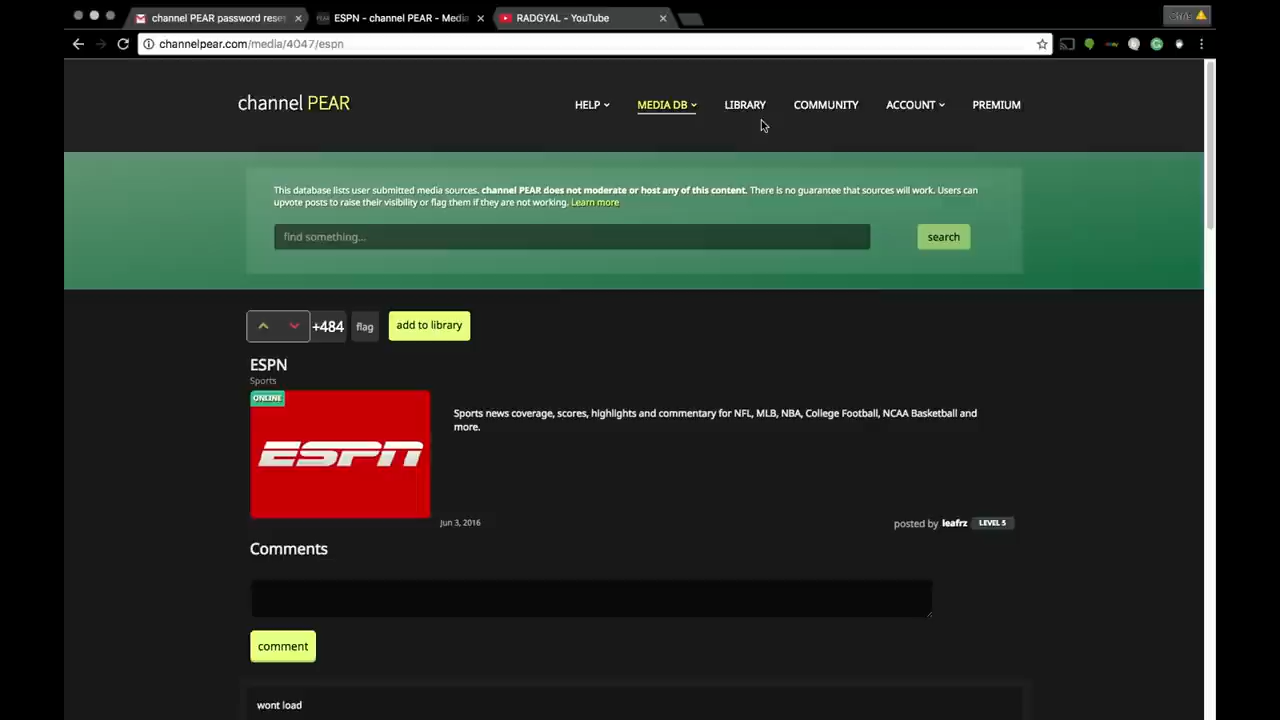 channel PEAR password rese
ESPN - channel PEAR - Media
RADGYAL - YouTube
channelpear.com/media/4047/espn
channel PEAR
HELP
MEDIA DB
LIBRARY
COMMUNITY
ACCOUNT
PREMIUM
This database lists user submitted media sources. channel PEAR does not moderate or host any of this content. There is no guarantee that sources will work. Users can
upvote posts to raise their visibility or flag them if they are not working. Learn more
find something...
search
+484
flag
add to library
ESPN
Sports
ONLINE
ESPN
Sports news coverage, scores, highlights and commentary for NFL, MLB, NBA, College Football, NCAA Basketball and
more.
Jun 3, 2016
posted by leafrz LEVEL 5
Comments
comment
wont load